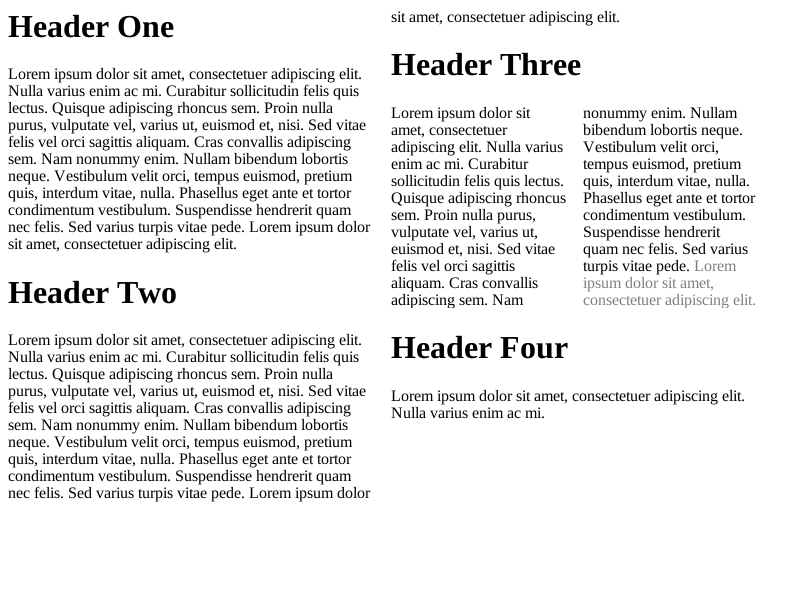 Header One
Lorem ipsum dolor sit amet, consectetuer adipiscing elit.
Nulla varius enim ac mi. Curabitur sollicitudin felis quis
lectus. Quisque adipiscing rhoncus sem. Proin nulla
purus, vulputate vel, varius ut, euismod et, nisi. Sed vitae
felis vel orci sagittis aliquam. Cras convallis adipiscing
sem. Nam nonummy enim. Nullam bibendum lobortis
neque. Vestibulum velit orci, tempus euismod, pretium
quis, interdum vitae, nulla. Phasellus eget ante et tortor
condimentum vestibulum. Suspendisse hendrerit quam
nec felis. Sed varius turpis vitae pede. Lorem ipsum dolor
sit amet, consectetuer adipiscing elit.
Header Two
Lorem ipsum dolor sit amet, consectetuer adipiscing elit.
Nulla varius enim ac mi. Curabitur sollicitudin felis quis
lectus. Quisque adipiscing rhoncus sem. Proin nulla
purus, vulputate vel, varius ut, euismod et, nisi. Sed vitae
felis vel orci sagittis aliquam. Cras convallis adipiscing
sem. Nam nonummy enim. Nullam bibendum lobortis
neque. Vestibulum velit orci, tempus euismod, pretium
quis, interdum vitae, nulla. Phasellus eget ante et tortor
condimentum vestibulum. Suspendisse hendrerit quam
nec felis. Sed varius turpis vitae pede. Lorem ipsum dolor
sit amet, consectetuer adipiscing elit.
Header Three
Lorem ipsum dolor sit
amet, consectetuer
adipiscing elit. Nulla varius
enim ac mi. Curabitur
sollicitudin felis quis lectus.
Quisque adipiscing rhoncus
sem. Proin nulla purus,
vulputate vel, varius ut,
euismod et, nisi. Sed vitae
felis vel orci sagittis
aliquam. Cras convallis
adipiscing sem. Nam
nonummy enim. Nullam
bibendum lobortis neque.
Vestibulum velit orci,
tempus euismod, pretium
quis, interdum vitae, nulla.
Phasellus eget ante et tortor
condimentum vestibulum.
Suspendisse hendrerit
quam nec felis. Sed varius
turpis vitae pede. Lorem
ipsum dolor sit amet,
consectetuer adipiscing elit.
Header Four
Lorem ipsum dolor sit amet, consectetuer adipiscing elit.
Nulla varius enim ac mi.